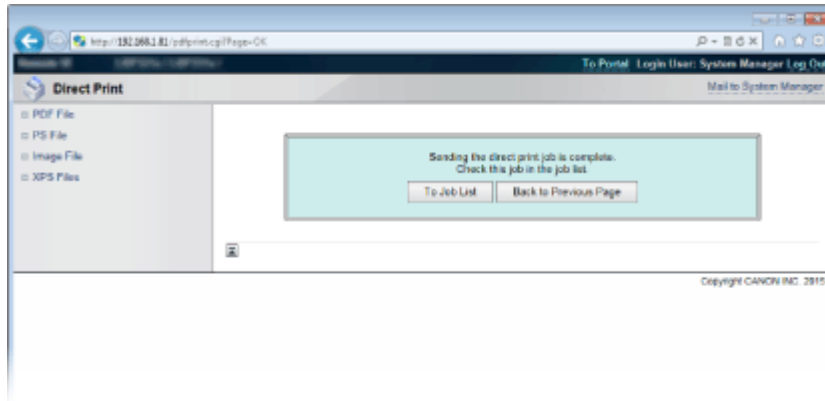 http://192.168.1.81/pdfprint.cgi?Page=OK
To Portal Login User: System Manager Log Out
Direct Print
Mail to System Manager
PDF File
PS File
Image File
XPS Files
Sending the direct print job is complete.
Check this job in the job list.
To Job List
Back to Previous Page
Copyright CANON INC. 2015